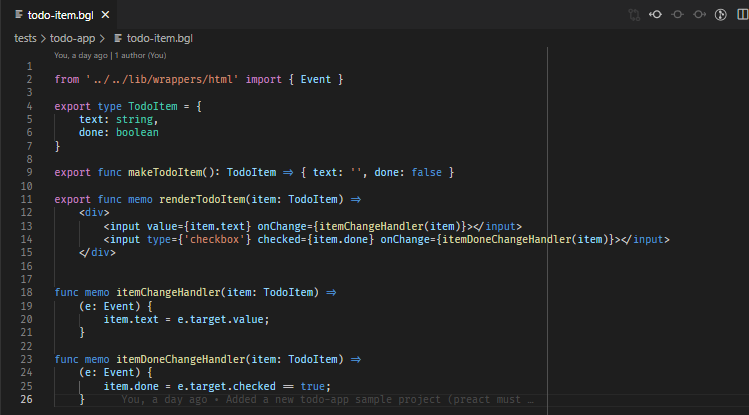 todo-item.bgl
tests > todo-app > todo-item.bgl
You, a day ago | 1 author (You)
1
2 from '../../lib/wrappers/html' import { Event }
3
4 export type TodoItem = {
5 text: string,
6 done: boolean
7 }
8
9 export func makeTodoItem(): TodoItem => { text: '', done: false }
10
11 export func memo renderTodoItem(item: TodoItem) =>
12 <div>
13 <input value={item.text} onChange={itemChangeHandler(item)}></input>
14 <input type={'checkbox'} checked={item.done} onChange={itemDoneChangeHandler(item)}></input>
15 </div>
16
17
18 func memo itemChangeHandler(item: TodoItem) =>
19 (e: Event) {
20 item.text = e.target.value;
21 }
22
23 func memo itemDoneChangeHandler(item: TodoItem) =>
24 (e: Event) {
25 item.done = e.target.checked == true;
26 } You, a day ago • Added a new todo-app sample project (preact must …